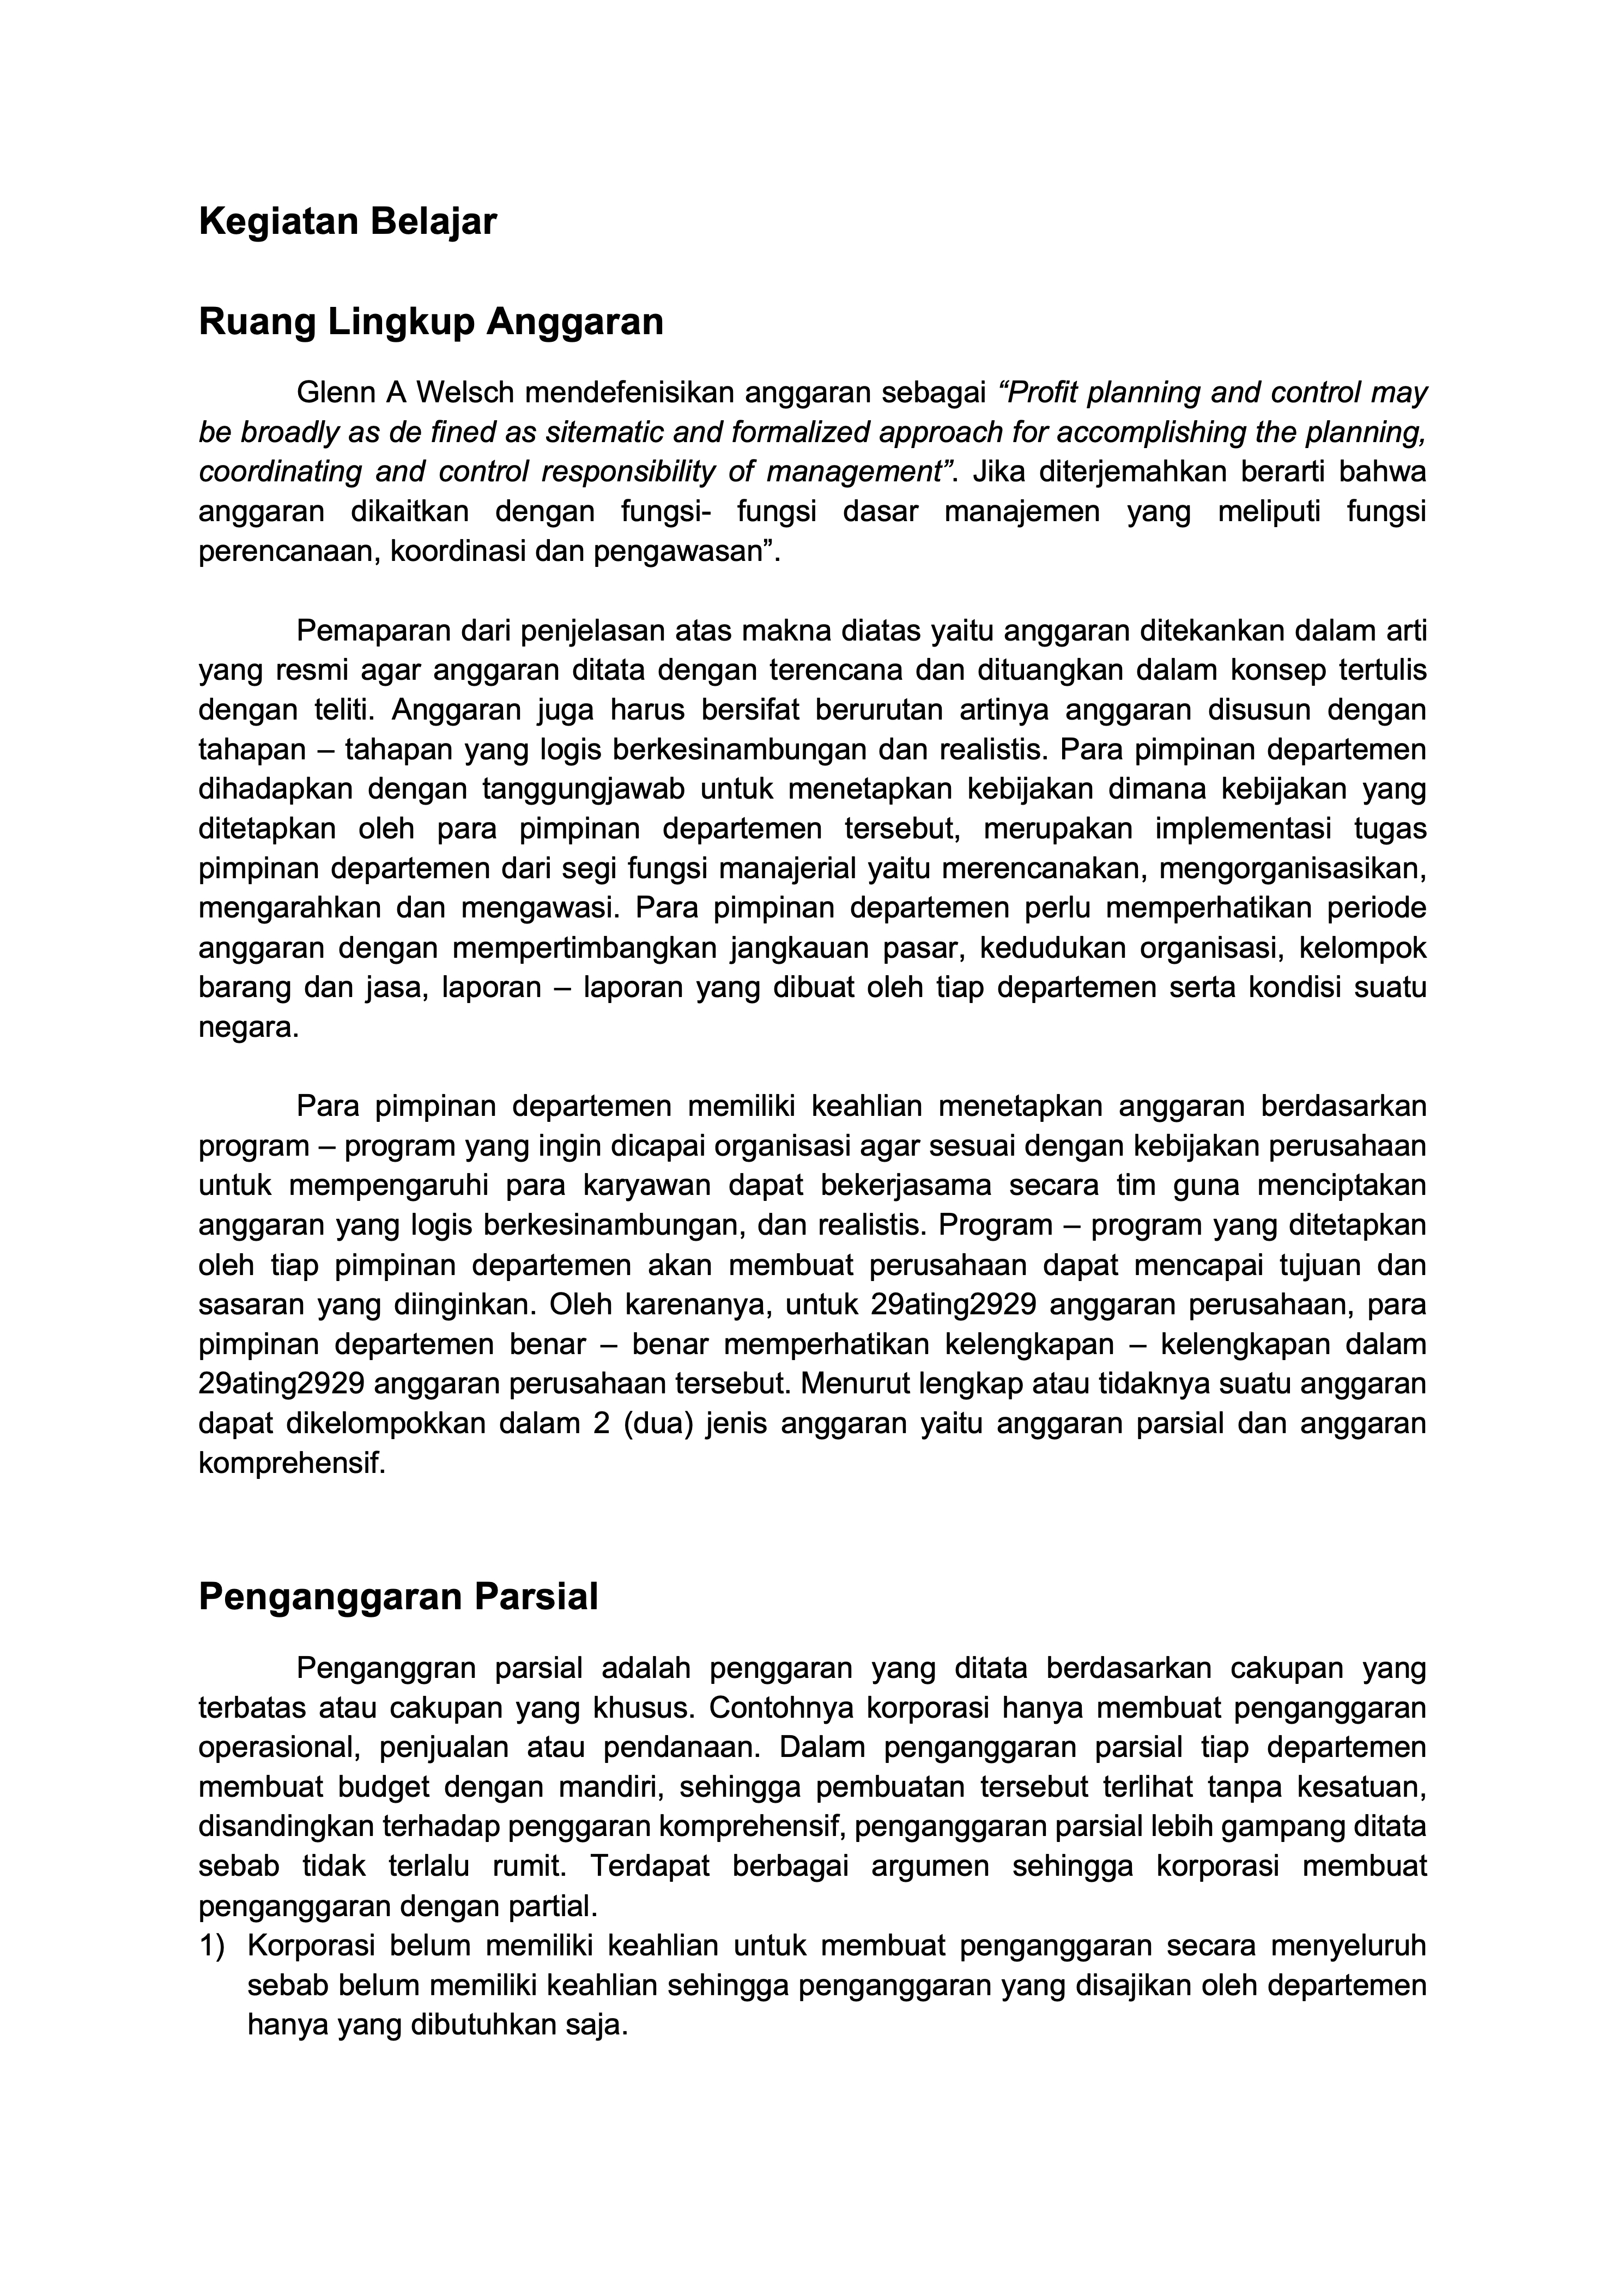 Kegiatan Belajar
Ruang Lingkup Anggaran
Glenn A Welsch mendefenisikan anggaran sebagai “Profit planning and control may
be broadly as de fined as sitematic and formalized approach for accomplishing the planning,
coordinating and control responsibility of management”. Jika diterjemahkan berarti bahwa
anggaran dikaitkan dengan fungsi- fungsi dasar manajemen yang meliputi fungsi
perencanaan, koordinasi dan pengawasan”.
Pemaparan dari penjelasan atas makna diatas yaitu anggaran ditekankan dalam arti
yang resmi agar anggaran ditata dengan terencana dan dituangkan dalam konsep tertulis
dengan teliti. Anggaran juga harus bersifat berurutan artinya anggaran disusun dengan
tahapan – tahapan yang logis berkesinambungan dan realistis. Para pimpinan departemen
dihadapkan dengan tanggungjawab untuk menetapkan kebijakan dimana kebijakan yang
ditetapkan oleh para pimpinan departemen tersebut, merupakan implementasi tugas
pimpinan departemen dari segi fungsi manajerial yaitu merencanakan, mengorganisasikan,
mengarahkan dan mengawasi. Para pimpinan departemen perlu memperhatikan periode
anggaran dengan mempertimbangkan jangkauan pasar, kedudukan organisasi, kelompok
barang dan jasa, laporan – laporan yang dibuat oleh tiap departemen serta kondisi suatu
negara.
Para pimpinan departemen memiliki keahlian menetapkan anggaran berdasarkan
program – program yang ingin dicapai organisasi agar sesuai dengan kebijakan perusahaan
untuk mempengaruhi para karyawan dapat bekerjasama secara tim guna menciptakan
anggaran yang logis berkesinambungan, dan realistis. Program – program yang ditetapkan
oleh tiap pimpinan departemen akan membuat perusahaan dapat mencapai tujuan dan
sasaran yang diinginkan. Oleh karenanya, untuk 29ating2929 anggaran perusahaan, para
pimpinan departemen benar – benar memperhatikan kelengkapan – kelengkapan dalam
29ating2929 anggaran perusahaan tersebut. Menurut lengkap atau tidaknya suatu anggaran
dapat dikelompokkan dalam 2 (dua) jenis anggaran yaitu anggaran parsial dan anggaran
komprehensif.
Penganggaran Parsial
Penganggran parsial adalah penggaran yang ditata berdasarkan cakupan yang
terbatas atau cakupan yang khusus. Contohnya korporasi hanya membuat penganggaran
operasional, penjualan atau pendanaan. Dalam penganggaran parsial tiap departemen
membuat budget dengan mandiri, sehingga pembuatan tersebut terlihat tanpa kesatuan,
disandingkan terhadap penggaran komprehensif, penganggaran parsial lebih gampang ditata
sebab tidak terlalu rumit. Terdapat berbagai argumen sehingga korporasi membuat
penganggaran dengan partial.
1) Korporasi belum memiliki keahlian untuk membuat penganggaran secara menyeluruh
sebab belum memiliki keahlian sehingga penganggaran yang disajikan oleh departemen
hanya yang dibutuhkan saja.